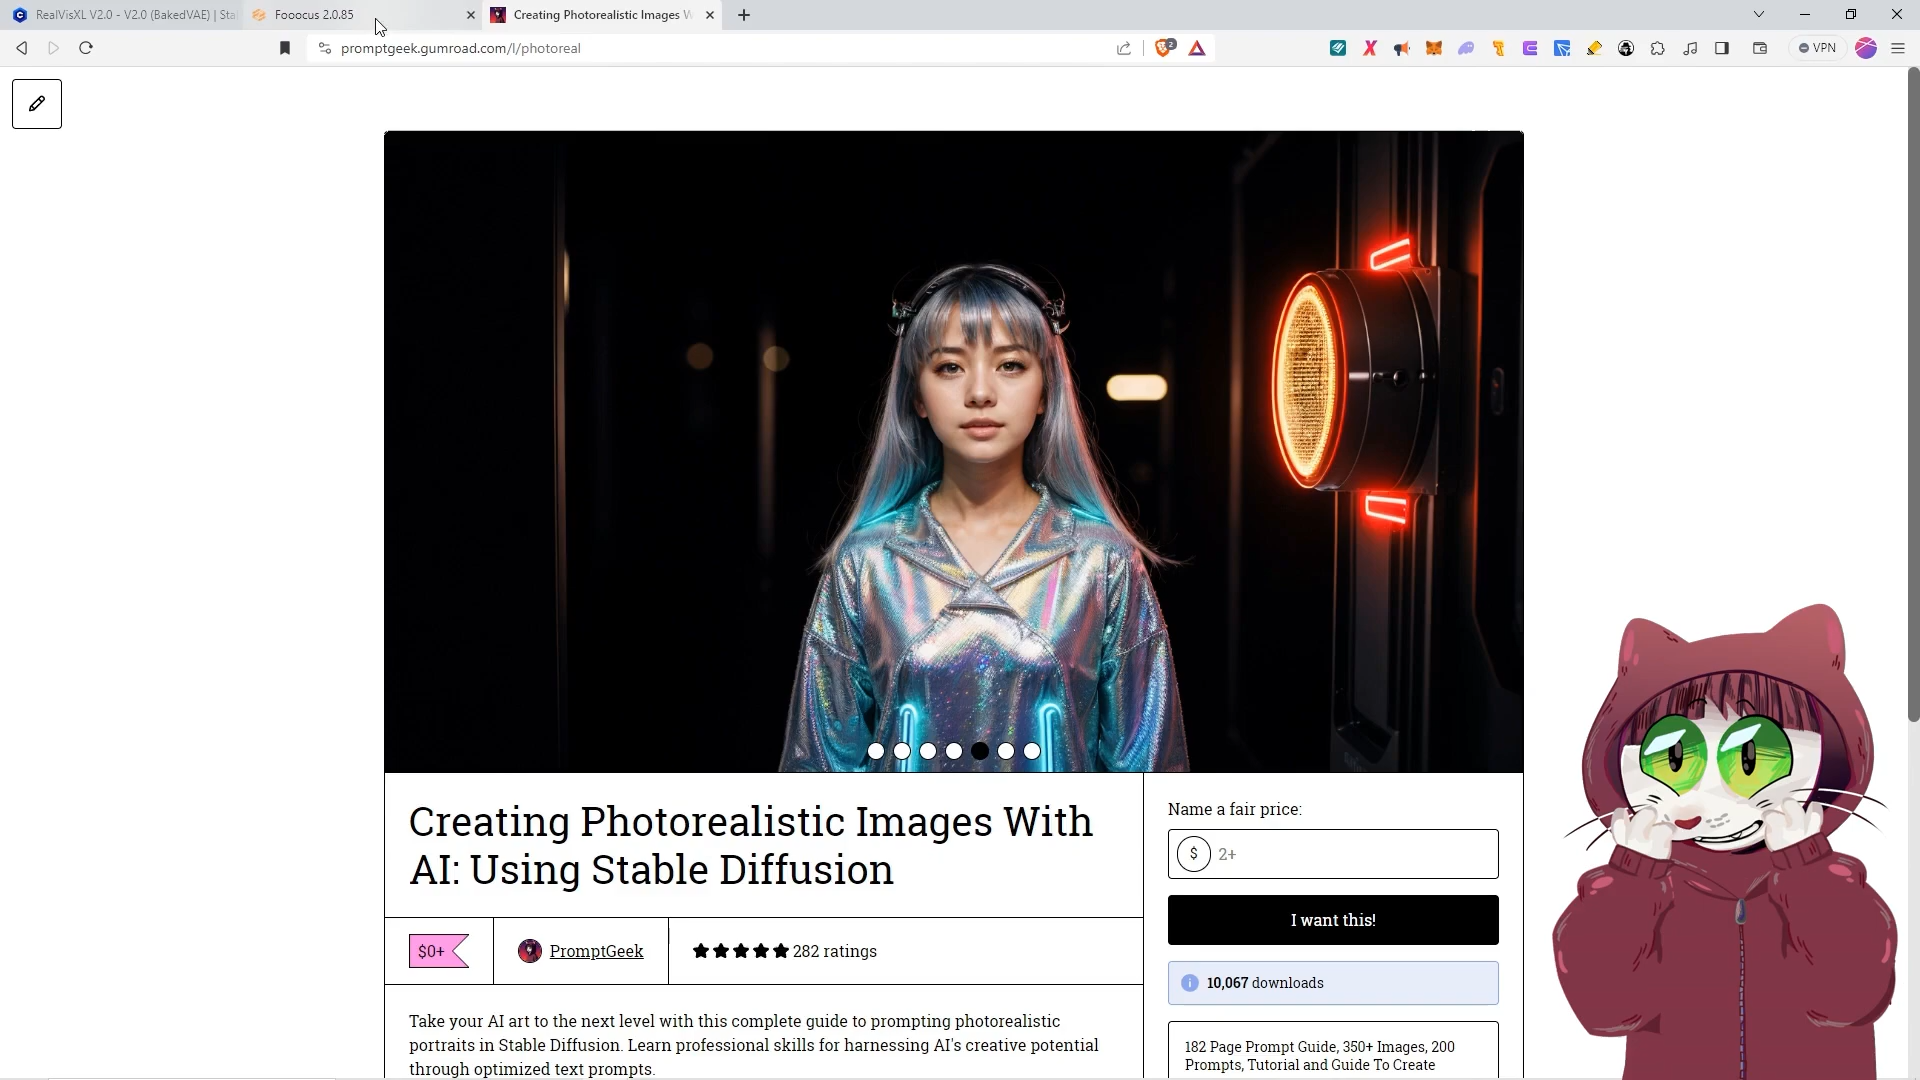 RealVisXL V2.0 - V2.0 (BakedVAE) | Sta
Fooocus 2.0.85
Creating Photorealistic Images W
promptgeek.gumroad.com/l/photoreal
2
VPN
Creating Photorealistic Images With
AI: Using Stable Diffusion
$0+
PromptGeek
282 ratings
Take your AI art to the next level with this complete guide to prompting photorealistic
portraits in Stable Diffusion. Learn professional skills for harnessing AI's creative potential
through optimized text prompts.
Name a fair price:
$ 2+
I want this!
10,067 downloads
182 Page Prompt Guide, 350+ Images, 200
Prompts, Tutorial and Guide To Create